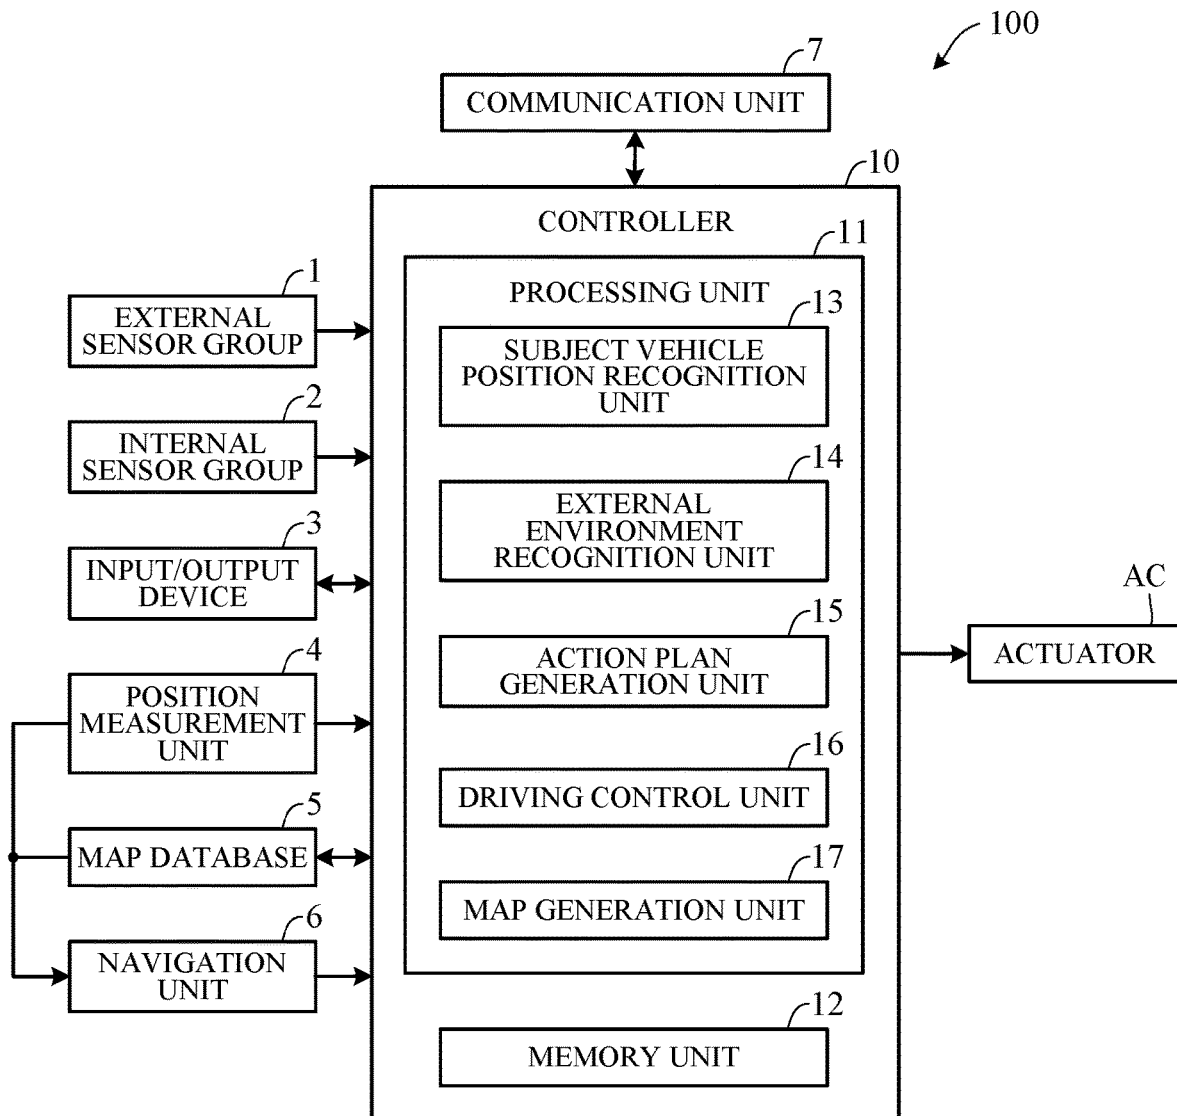 100
7
COMMUNICATION UNIT
10
CONTROLLER
11
PROCESSING UNIT
1
EXTERNAL
SENSOR GROUP
13
SUBJECT VEHICLE
POSITION RECOGNITION
UNIT
2
INTERNAL
SENSOR GROUP
14
EXTERNAL
ENVIRONMENT
RECOGNITION UNIT
3
INPUT/OUTPUT
DEVICE
15
ACTION PLAN
GENERATION UNIT
AC
ACTUATOR
4
POSITION
MEASUREMENT
UNIT
16
DRIVING CONTROL UNIT
5
MAP DATABASE
17
MAP GENERATION UNIT
6
NAVIGATION
UNIT
12
MEMORY UNIT